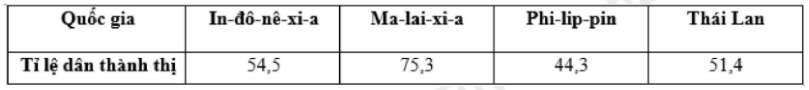 Quốc gia In-đô-nê-xi-a Ma-lai-xi-a Phi-lip-pin Thái Lan
Tỉ lệ dân thành thị 54,5 75,3 44,3 51,4